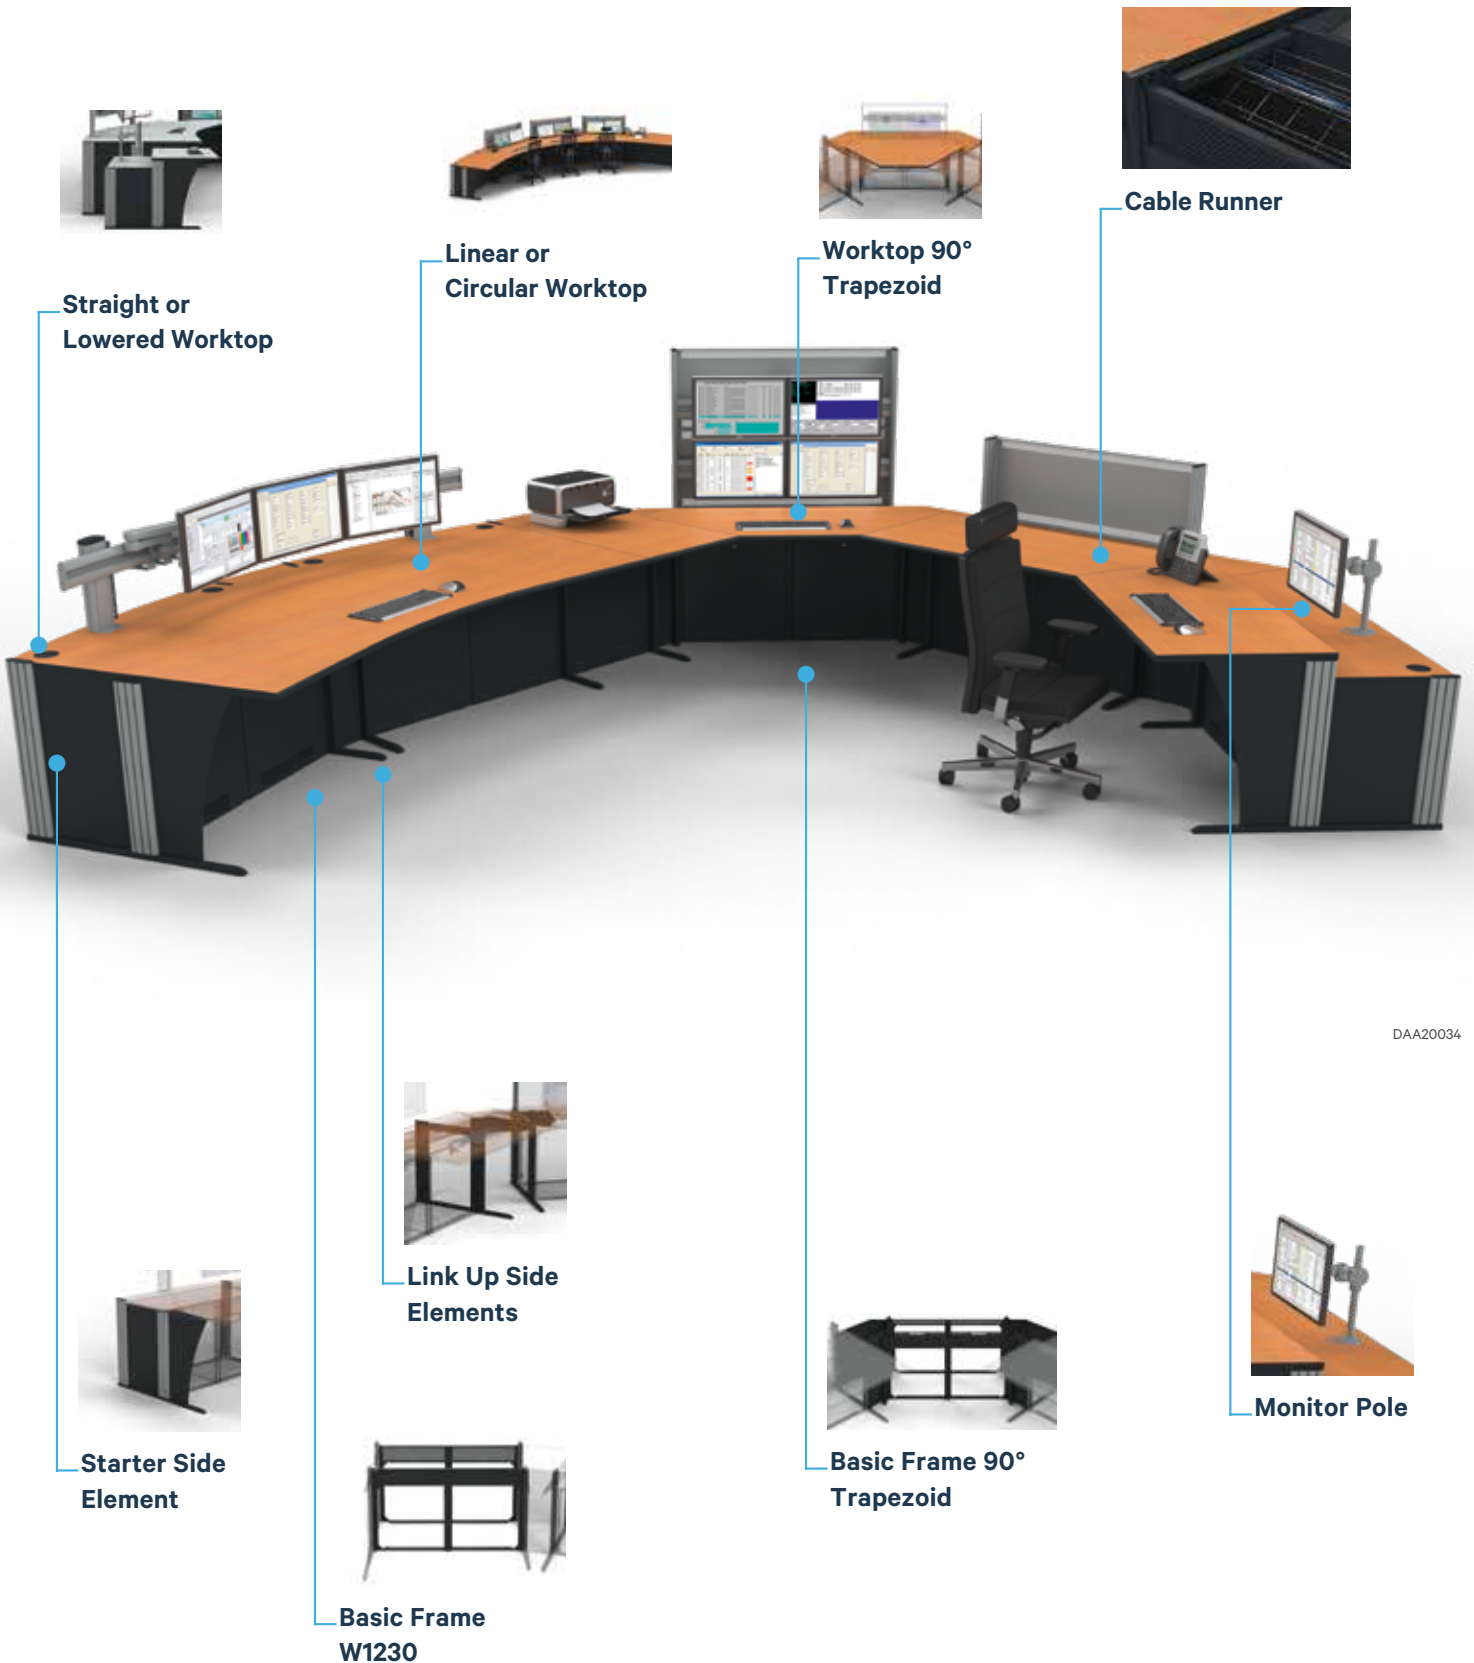 Cable Runner
Linear or
Circular Worktop
Worktop 90°
Trapezoid
Straight or
Lowered Worktop
DAA20034
Link Up Side
Elements
Monitor Pole
Starter Side
Element
Basic Frame 90°
Trapezoid
Basic Frame
W1230